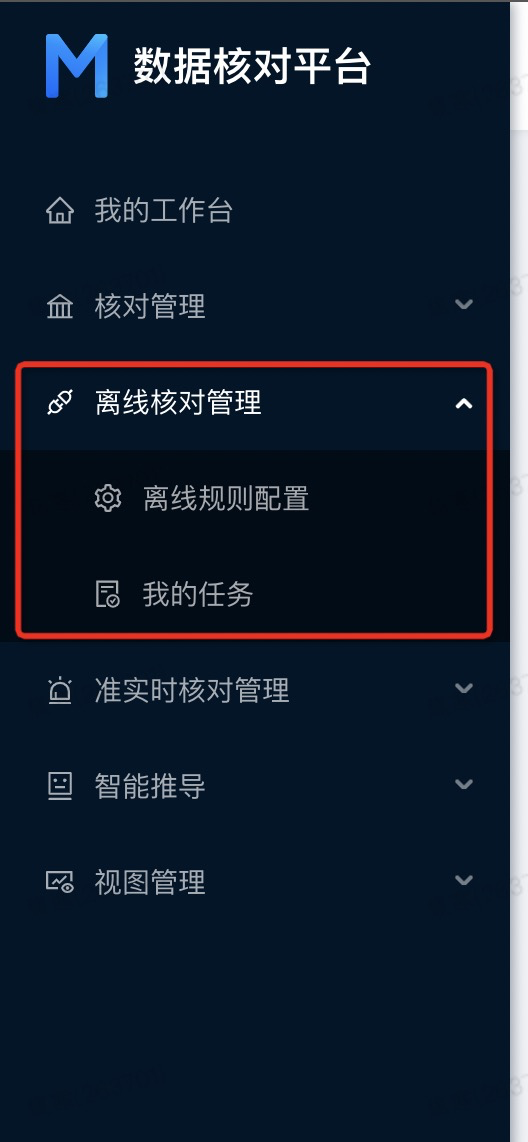 数据核对平台
我的工作台
核对管理
离线核对管理
离线规则配置
我的任务
准实时核对管理
智能推导
视图管理